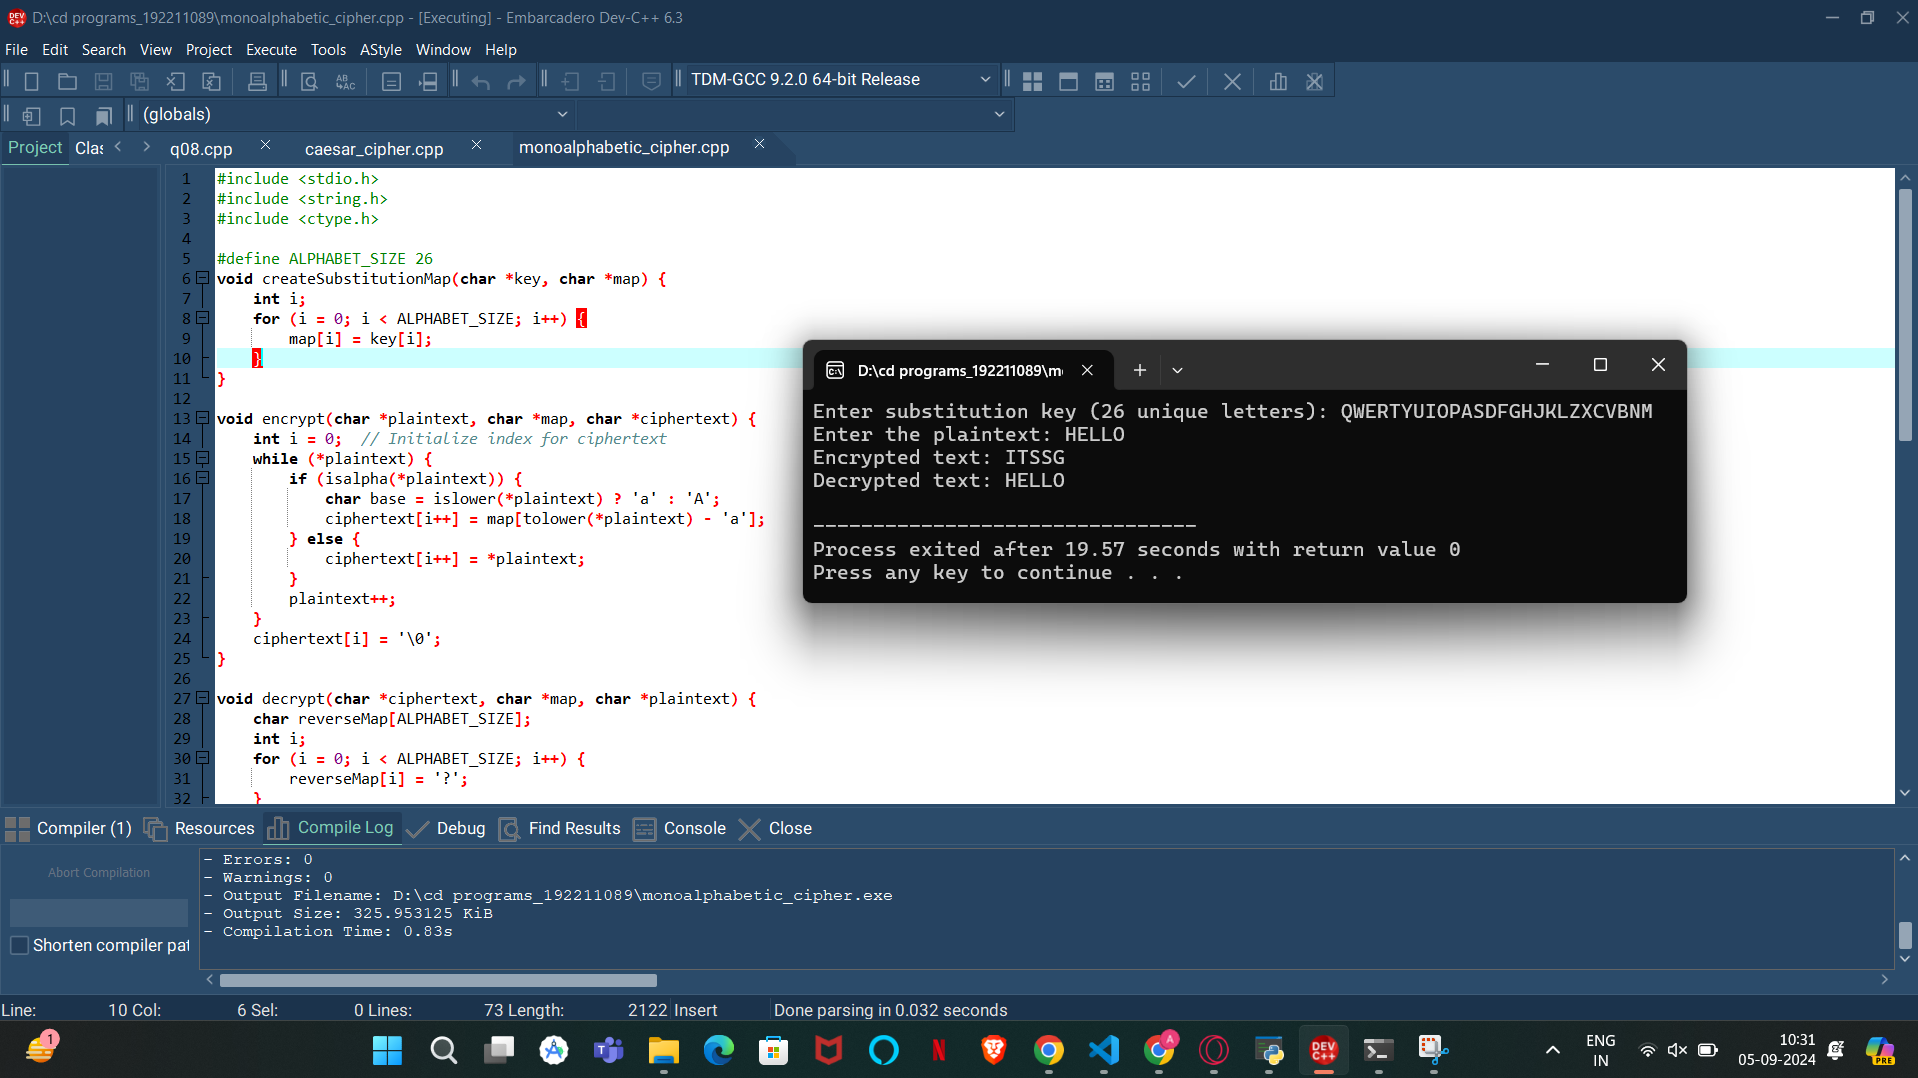 D:\cd programs_192211089\monoalphabetic_cipher.cpp - [Executing] - Embarcadero Dev-C++ 6.3
File Edit Search View Project Execute Tools AStyle Window Help
TDM-GCC 9.2.0 64-bit Release
(globals)
Project Clas q08.cpp caesar_cipher.cpp monoalphabetic_cipher.cpp
1 #include <stdio.h>
2 #include <string.h>
3 #include <ctype.h>
4
5 #define ALPHABET_SIZE 26
6 void createSubstitutionMap(char *key, char *map) {
7 int i;
8 for (i = 0; i < ALPHABET_SIZE; i++) {
9 map[i] = key[i];
10 }
11 }
12
13 void encrypt(char *plaintext, char *map, char *ciphertext) {
14 int i = 0; // Initialize index for ciphertext
15 while (*plaintext) {
16 if (isalpha(*plaintext)) {
17 char base = islower(*plaintext) ? 'a' : 'A';
18 ciphertext[i++] = map[tolower(*plaintext) - 'a'];
19 } else {
20 ciphertext[i++] = *plaintext;
21 }
22 plaintext++;
23 }
24 ciphertext[i] = '\0';
25 }
26
27 void decrypt(char *ciphertext, char *map, char *plaintext) {
28 char reverseMap[ALPHABET_SIZE];
29 int i;
30 for (i = 0; i < ALPHABET_SIZE; i++) {
31 reverseMap[i] = '?';
32 }
D:\cd programs_192211089\m
Enter substitution key (26 unique letters): QWERTYUIOPASDFGHJKLZXCVBNM
Enter the plaintext: HELLO
Encrypted text: ITSSG
Decrypted text: HELLO
--------------------------------
Process exited after 19.57 seconds with return value 0
Press any key to continue . . .
Compiler (1) Resources Compile Log Debug Find Results Console Close
Abort Compilation
Shorten compiler pat
- Errors: 0
- Warnings: 0
- Output Filename: D:\cd programs_192211089\monoalphabetic_cipher.exe
- Output Size: 325.953125 KiB
- Compilation Time: 0.83s
Line: 10 Col: 6 Sel: 0 Lines: 73 Length: 2122 Insert Done parsing in 0.032 seconds
1
A
DEV C++
ENG
IN
10:31
05-09-2024
PRE